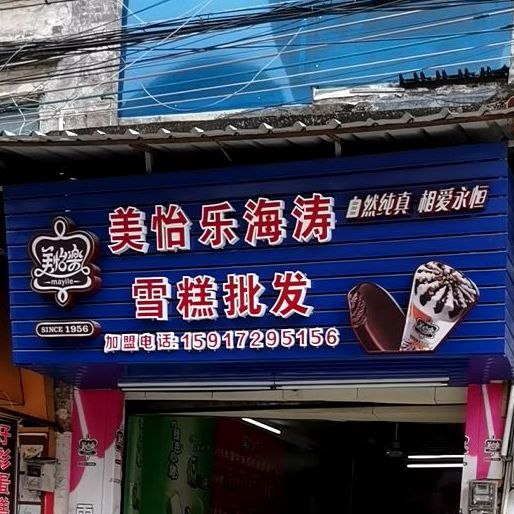 美怡乐海涛
自然纯真 相爱永恒
美怡樂
mayile
SINCE 1956
雪糕批发
加盟电话:15917295156